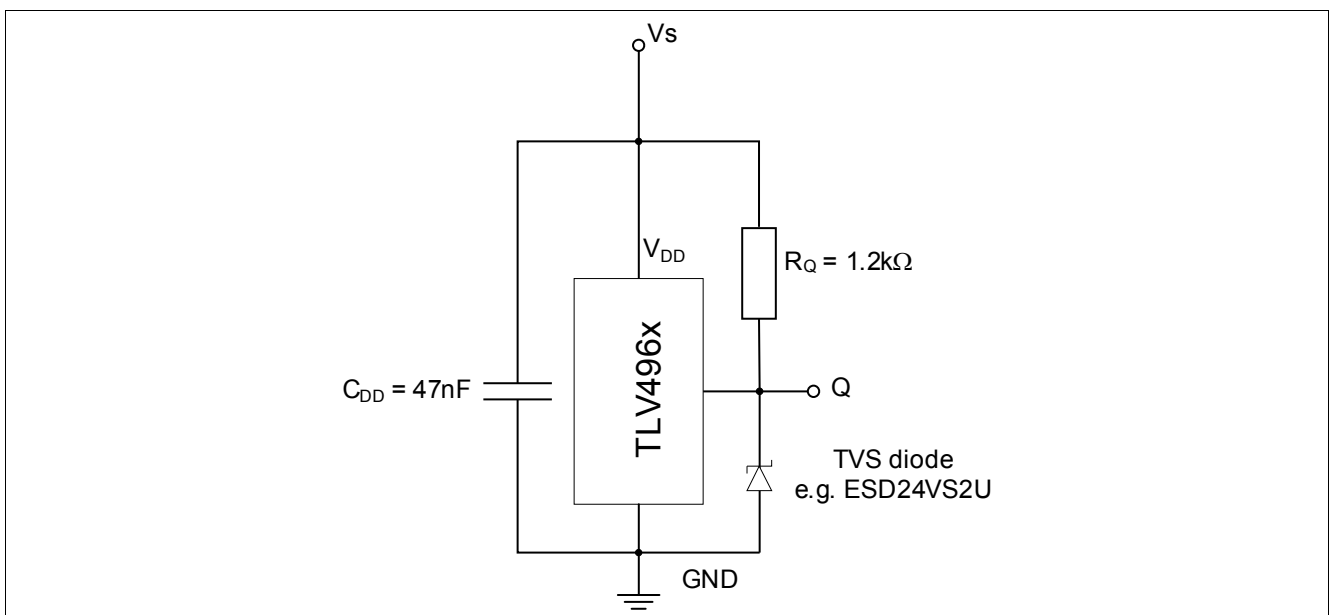 Vs
VDD
RQ = 1.2kΩ
TLV496x
CDD = 47nF
Q
TVS diode
e.g. ESD24VS2U
GND